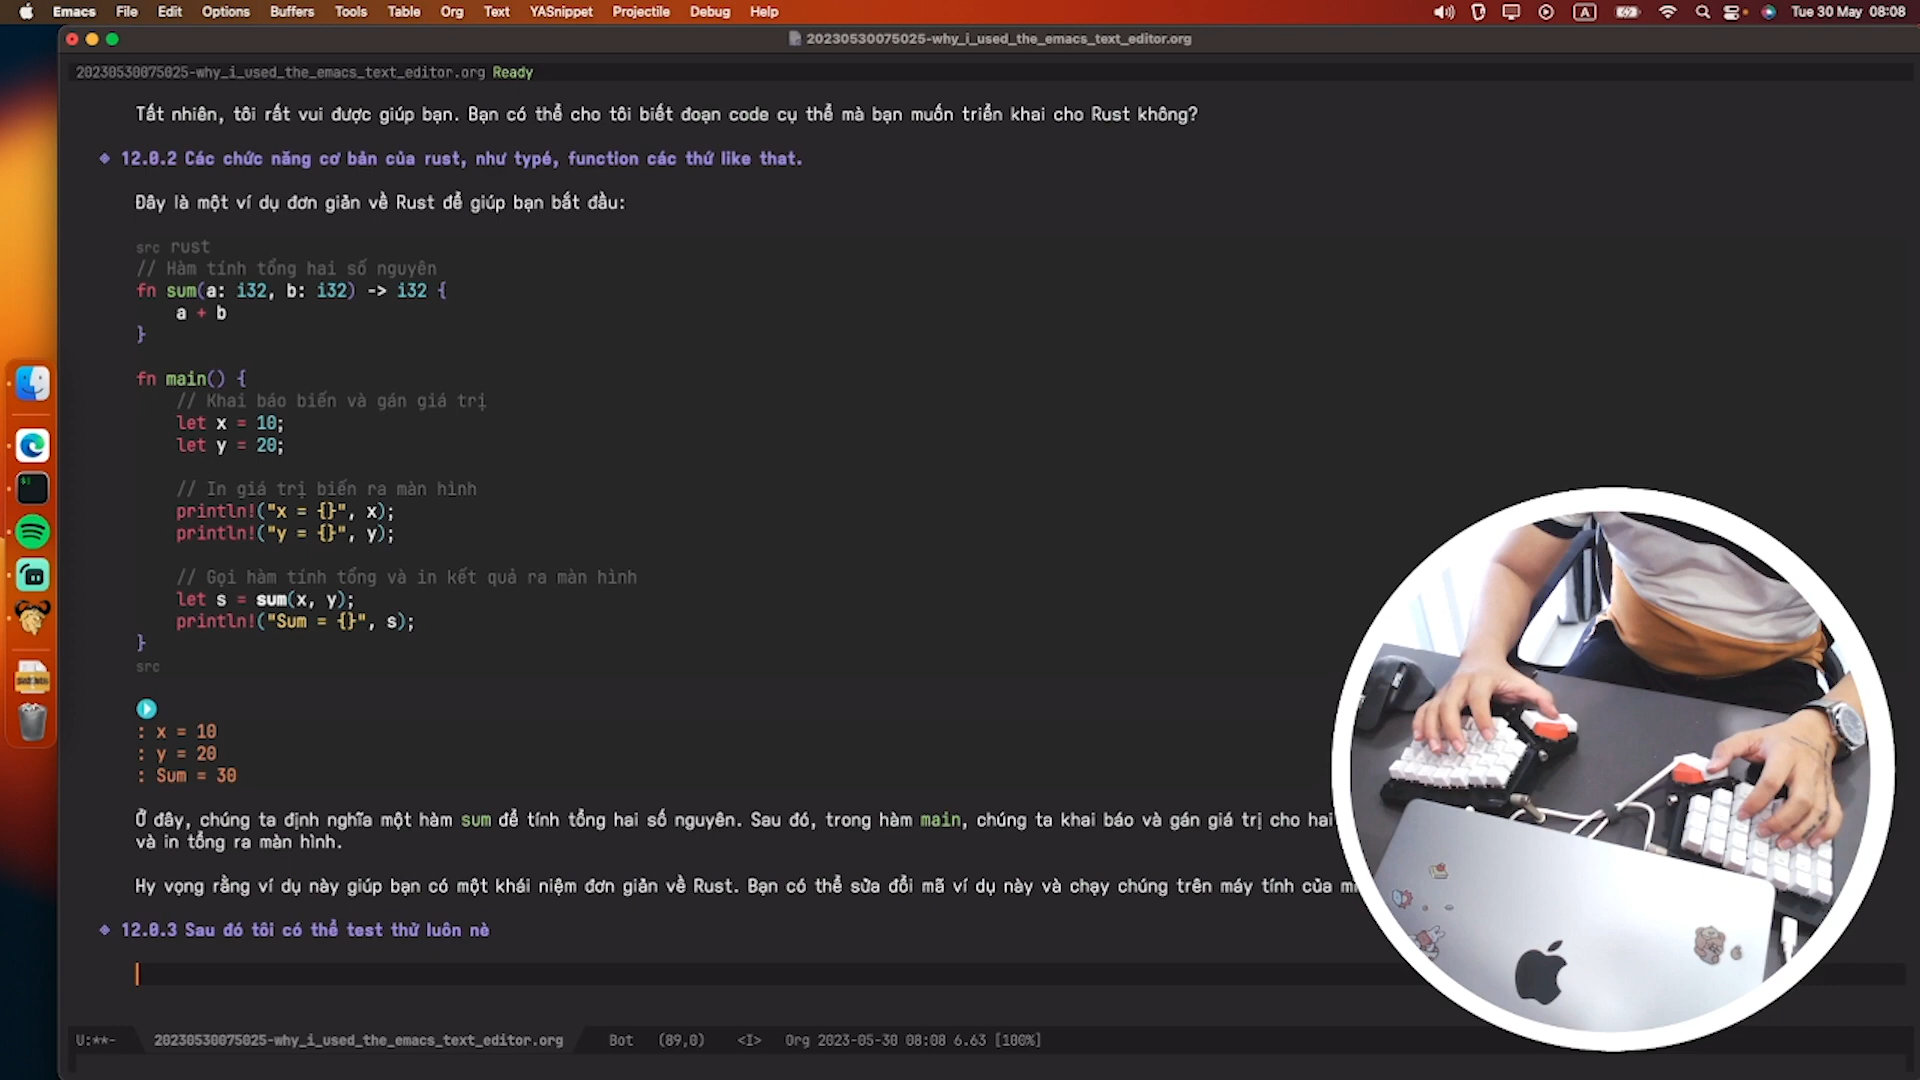 Emacs File Edit Options Buffers Tools Table Org Text YASnippet Projectile Debug Help
A
Tue 30 May 08:08
20230530075025-why_i_used_the_emacs_text_editor.org
20230530075025-why_i_used_the_emacs_text_editor.org Ready
Tất nhiên, tôi rất vui được giúp bạn. Bạn có thể cho tôi biết đoạn code cụ thể mà bạn muốn triển khai cho Rust không?
12.0.2 Các chức năng cơ bản của rust, như typé, function các thứ like that.
Đây là một ví dụ đơn giản về Rust để giúp bạn bắt đầu:
src rust
// Hàm tính tổng hai số nguyên
fn sum(a: i32, b: i32) -> i32 {
a + b
}
fn main() {
// Khai báo biến và gán giá trị
let x = 10;
let y = 20;
// In giá trị biến ra màn hình
println!("x = {}", x);
println!("y = {}", y);
// Gọi hàm tính tổng và in kết quả ra màn hình
let s = sum(x, y);
println!("Sum = {}", s);
}
src
: x = 10
: y = 20
: Sum = 30
Ở đây, chúng ta định nghĩa một hàm sum để tính tổng hai số nguyên. Sau đó, trong hàm main, chúng ta khai báo và gán giá trị cho hai
và in tổng ra màn hình.
Hy vọng rằng ví dụ này giúp bạn có một khái niệm đơn giản về Rust. Bạn có thể sửa đổi mã ví dụ này và chạy chúng trên máy tính của
12.0.3 Sau đó tôi có thể test thử luôn nè
U:**- 20230530075025-why_i_used_the_emacs_text_editor.org Bot (89,0) <I> Org 2023-05-30 08:08 6.63 [100%]